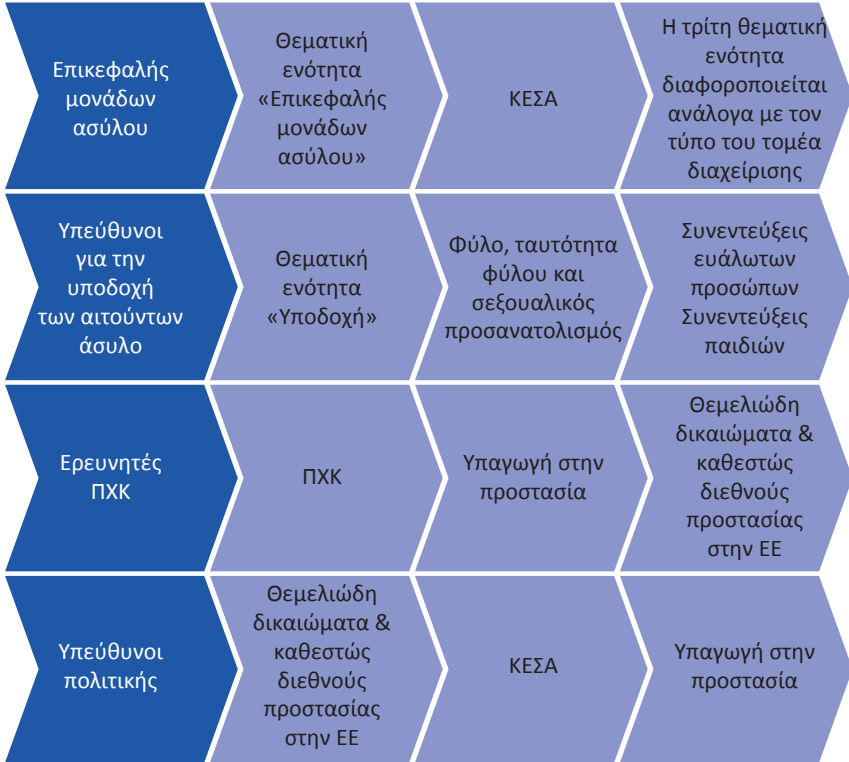 Επικεφαλής
μονάδων
ασύλου
Θεματική
ενότητα
«Επικεφαλής
μονάδων
ασύλου»
ΚΕΣΑ
Η τρίτη θεματική
ενότητα
διαφοροποιείται
ανάλογα με τον
τύπο του τομέα
διαχείρισης
Υπεύθυνοι
για την
υποδοχή
των αιτούντων
άσυλο
Θεματική
ενότητα
«Υποδοχή»
Φύλο, ταυτότητα
φύλου και
σεξουαλικός
προσανατολισμός
Συνεντεύξεις
ευάλωτων
προσώπων
Συνεντεύξεις
παιδιών
Ερευνητές
ΠΧΚ
ΠΧΚ
Υπαγωγή στην
προστασία
Θεμελιώδη
δικαιώματα &
καθεστώς
διεθνούς
προστασίας
στην ΕΕ
Υπεύθυνοι
πολιτικής
Θεμελιώδη
δικαιώματα &
καθεστώς
διεθνούς
προστασίας
στην ΕΕ
ΚΕΣΑ
Υπαγωγή στην
προστασία